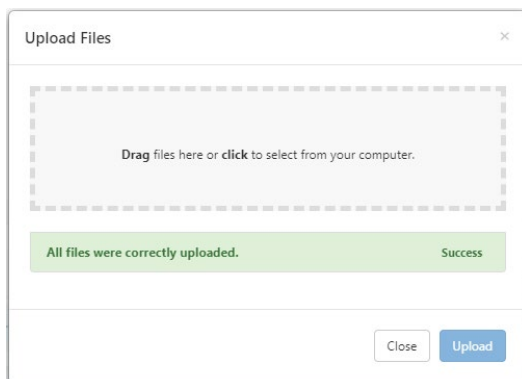 Upload Files ×
Drag files here or click to select from your computer.
All files were correctly uploaded. Success
Close Upload